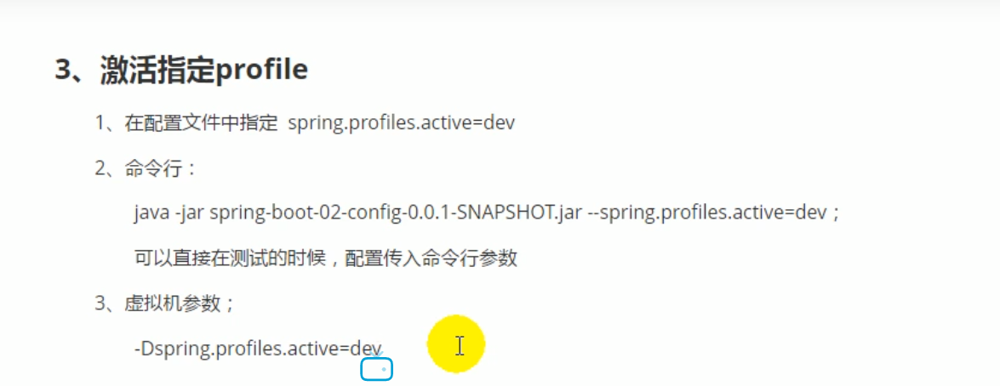 3、激活指定profile
1、在配置文件中指定 spring.profiles.active=dev
2、命令行：
java -jar spring-boot-02-config-0.0.1-SNAPSHOT.jar --spring.profiles.active=dev；
可以直接在测试的时候，配置传入命令行参数
3、虚拟机参数；
-Dspring.profiles.active=dev